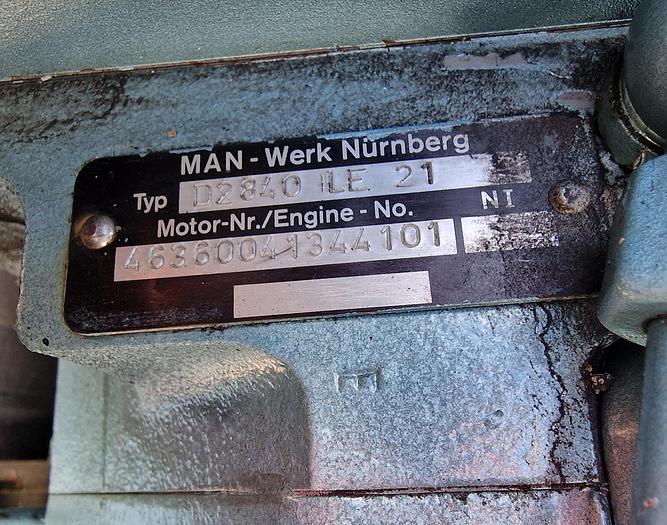 MAN - Werk Nürnberg
Typ D2840 LE 21
Motor-Nr./Engine - No. NI
46360041344101
E